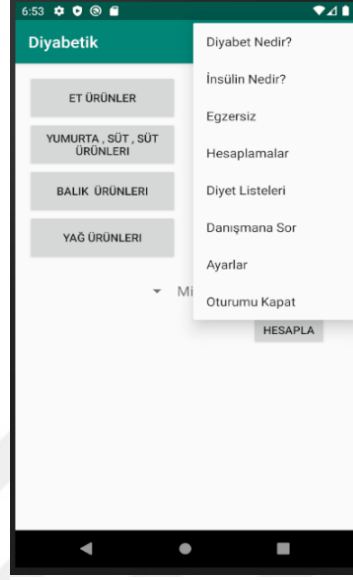 6:53
Diyabetik
Diyabet Nedir?
İnsülin Nedir?
Egzersiz
Hesaplamalar
Diyet Listeleri
Danışmana Sor
Ayarlar
Oturumu Kapat
ET ÜRÜNLER
YUMURTA , SÜT , SÜT
ÜRÜNLERI
BALIK ÜRÜNLERI
YAĞ ÜRÜNLERI
Mi
HESAPLA